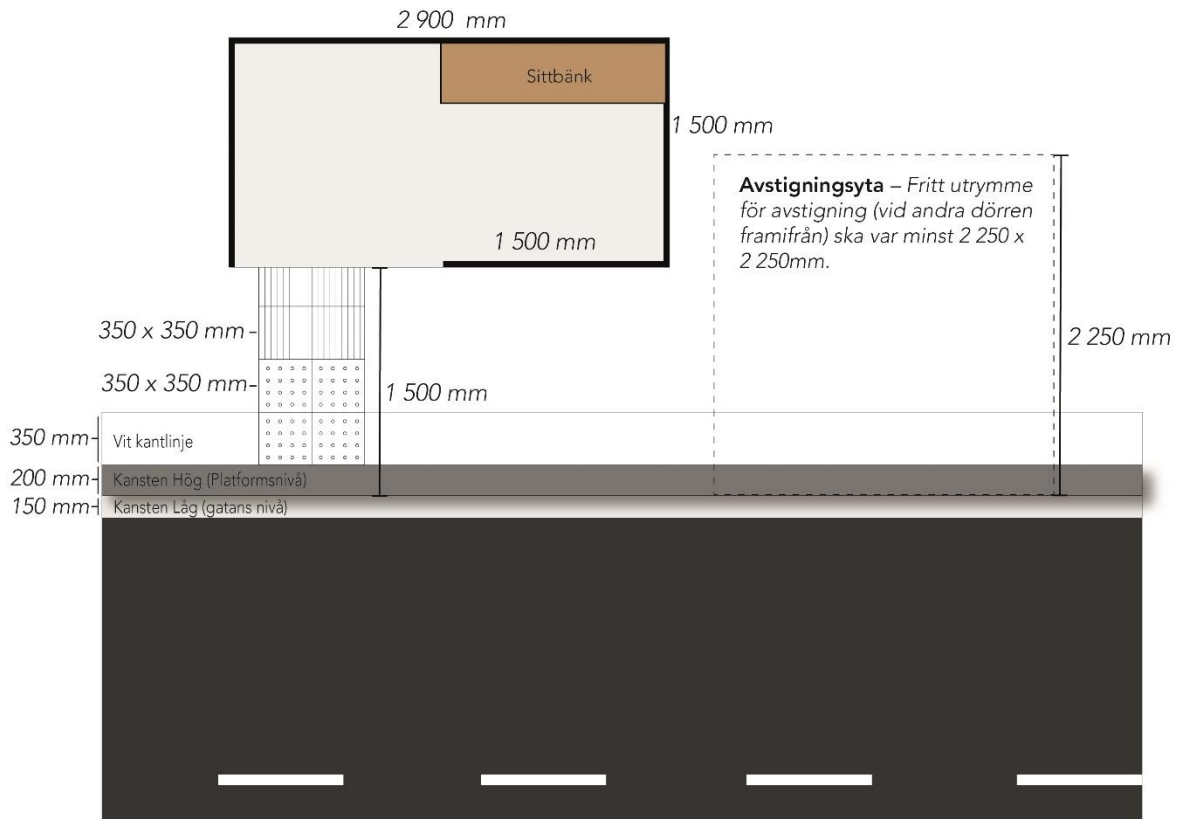 2 900 mm
Sittbänk
1 500 mm
Avstigningsyta – Fritt utrymme
för avstigning (vid andra dörren
framifrån) ska var minst 2 250 x
2 250mm.
1 500 mm
350 x 350 mm
2 250 mm
350 x 350 mm
1 500 mm
350 mm
Vit kantlinje
200 mm
Kansten Hög (Platformsnivå)
150 mm
Kansten Låg (gatans nivå)